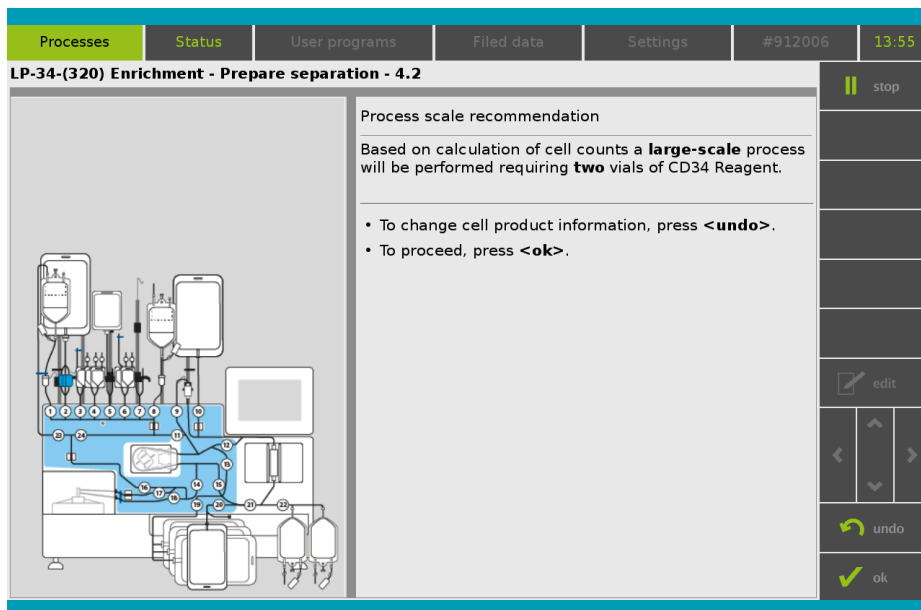 Processes
Status
User programs
Filed data
Settings
#912006
13:55
LP-34-(320) Enrichment - Prepare separation - 4.2
stop
Process scale recommendation
Based on calculation of cell counts a large-scale process
will be performed requiring two vials of CD34 Reagent.
• To change cell product information, press <undo>.
• To proceed, press <ok>.
edit
undo
ok
1 2 3 4 5 6 7 8 9 10
23 24 11
12
13
16 17 18 14 15
19 20 21 22